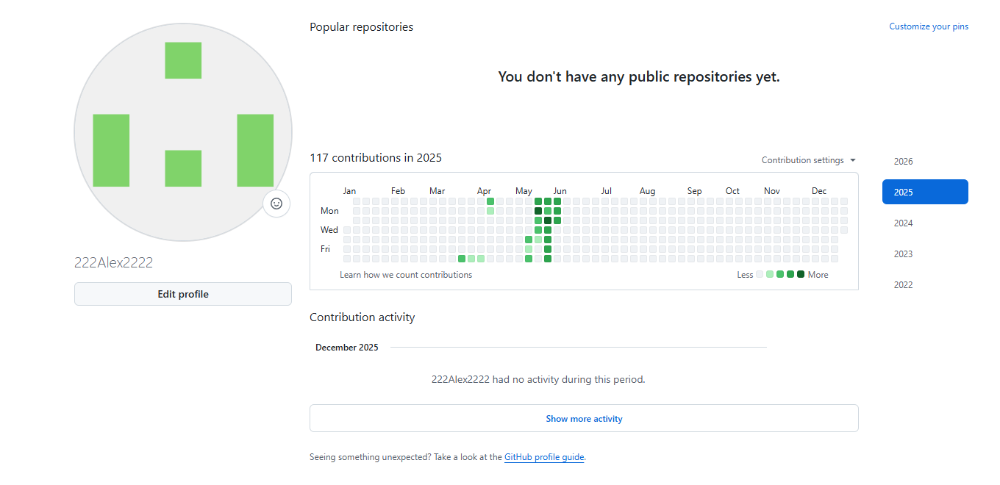 Popular repositories
Customize your pins
You don't have any public repositories yet.
222Alex2222
Edit profile
117 contributions in 2025
Contribution settings
Jan Feb Mar Apr May Jun Jul Aug Sep Oct Nov Dec
Mon
Wed
Fri
Learn how we count contributions
Less More
2026
2025
2024
2023
2022
Contribution activity
December 2025
222Alex2222 had no activity during this period.
Show more activity
Seeing something unexpected? Take a look at the GitHub profile guide.